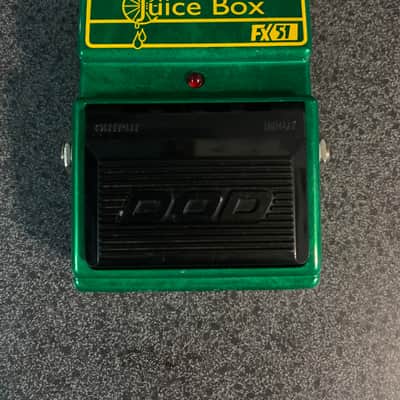 Juice Box
FX51
OUTPUT INPUT
DOD